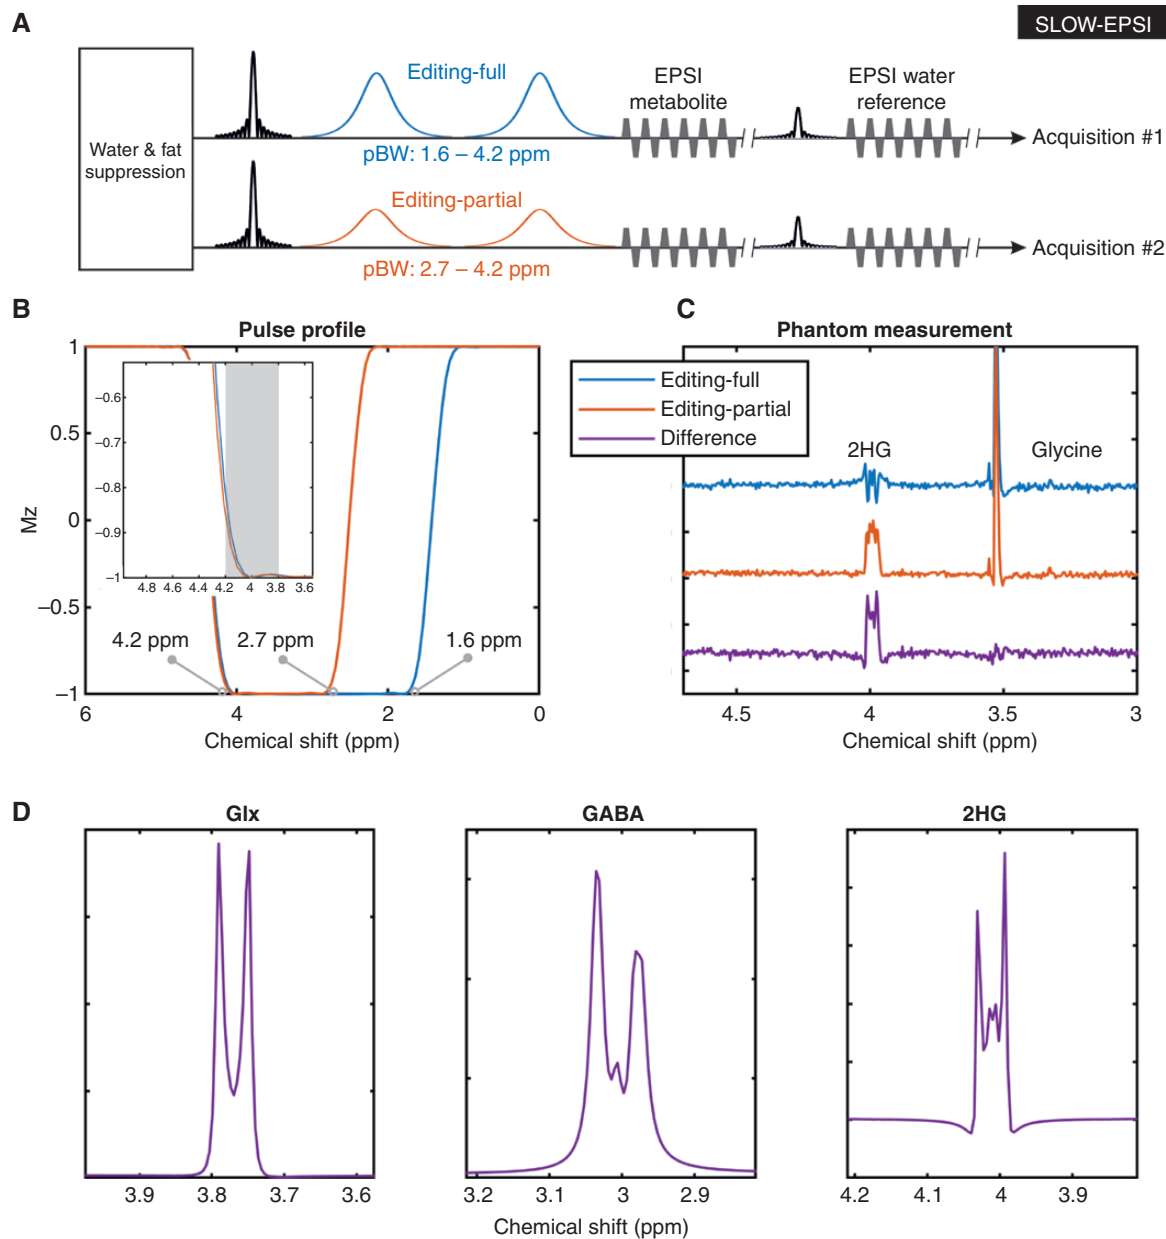 A
SLOW-EPSI
Water & fat
suppression
Editing-full
pBW: 1.6 – 4.2 ppm
EPSI
metabolite
EPSI water
reference
Acquisition #1
Editing-partial
pBW: 2.7 – 4.2 ppm
Acquisition #2
B
Pulse profile
Mz
1
0.5
0
−0.5
−1
−0.6
−0.7
−0.8
−0.9
−1
4.8 4.6 4.4 4.2 4 3.8 3.6
4.2 ppm
2.7 ppm
1.6 ppm
6 4 2 0
Chemical shift (ppm)
C
Phantom measurement
Editing-full
Editing-partial
Difference
2HG
Glycine
4.5 4 3.5 3
Chemical shift (ppm)
D
Glx
3.9 3.8 3.7 3.6
GABA
3.2 3.1 3 2.9
2HG
4.2 4.1 4 3.9
Chemical shift (ppm)